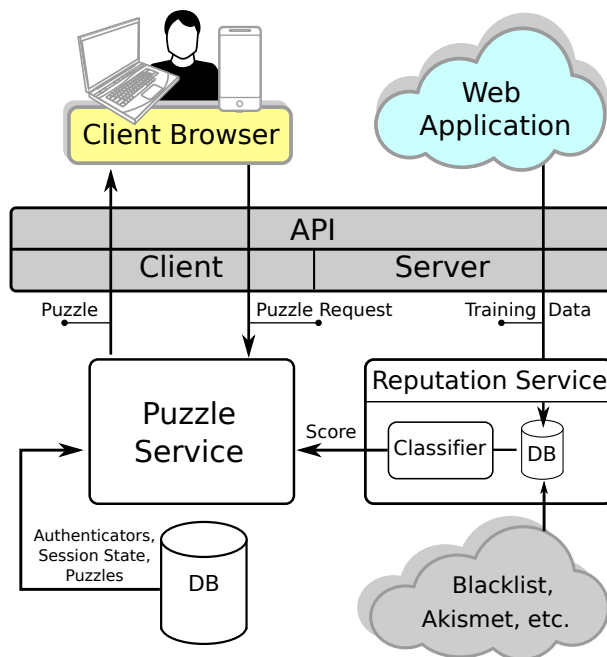 Client Browser
Web
Application
API
Client
Server
Puzzle
Puzzle Request
Training Data
Puzzle
Service
Reputation Service
Score
Classifier
DB
Authenticators,
Session State,
Puzzles
DB
Blacklist,
Akismet, etc.